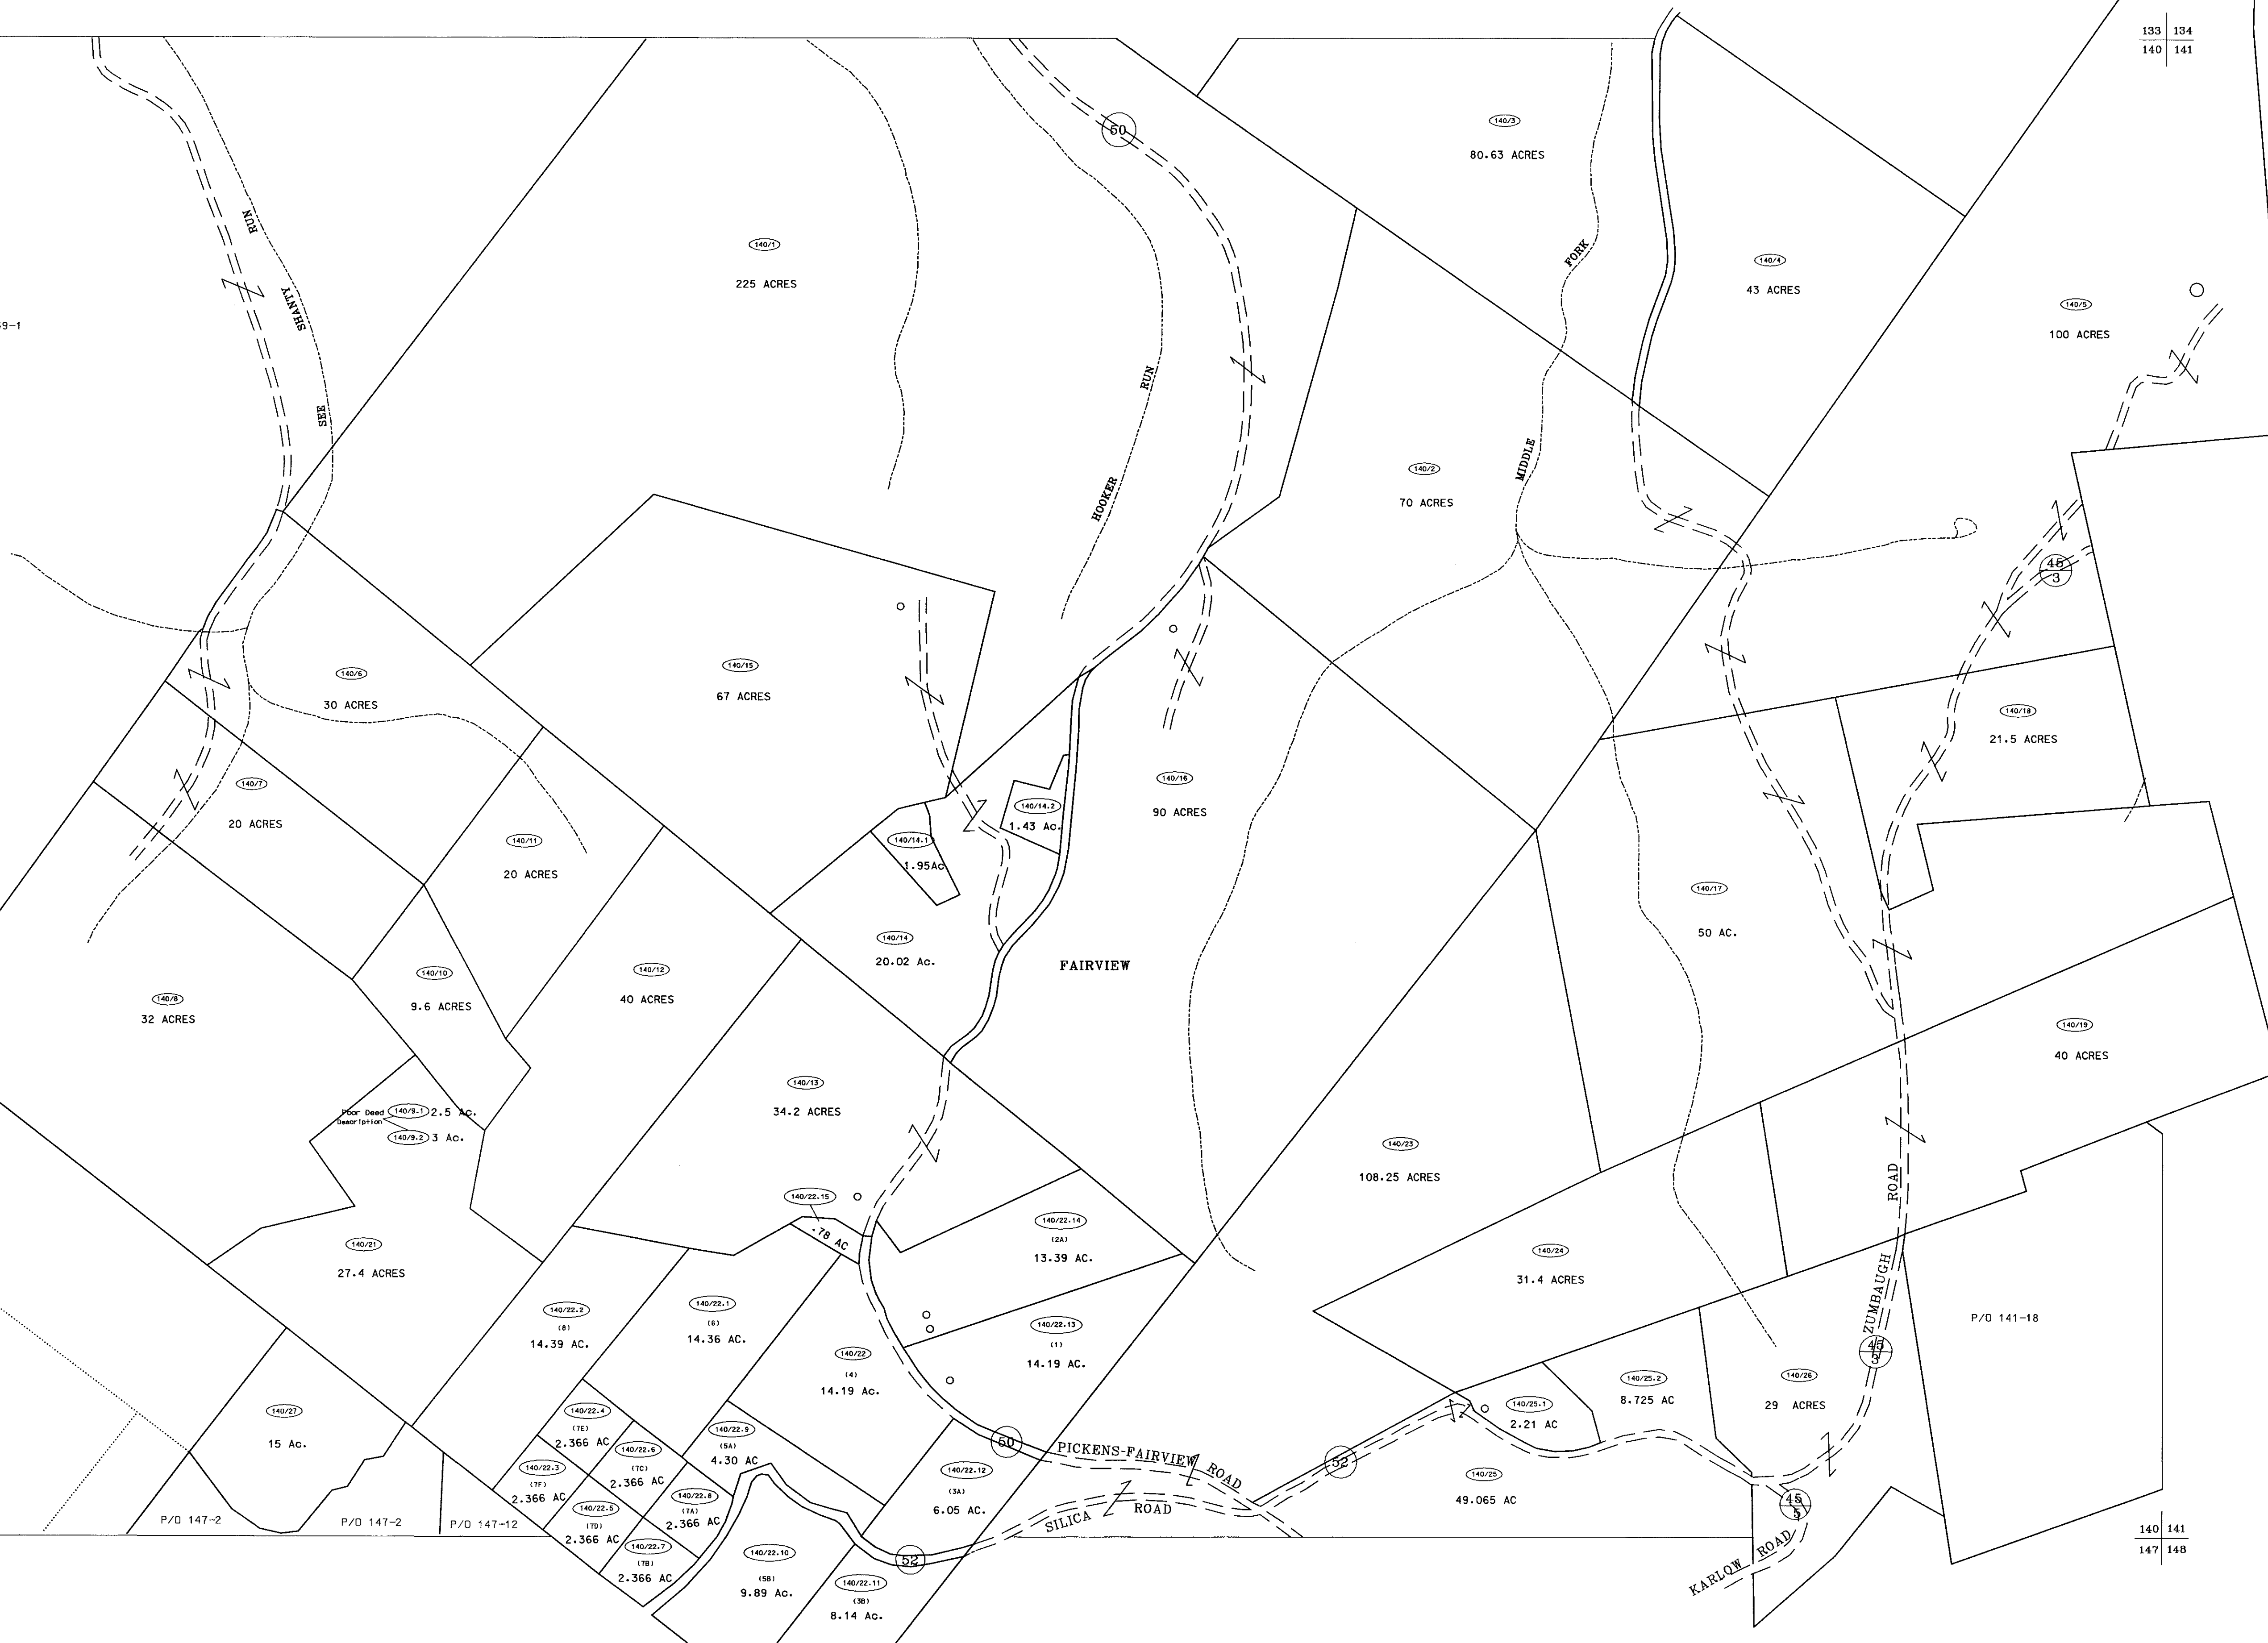 133 134
140 141
50
140/3
80.63 ACRES
RUN
SHANTY
SEE
140/1
225 ACRES
FORK
MIDDLE
140/4
43 ACRES
140/5
100 ACRES
9-1
RUN
HOOKER
140/2
70 ACRES
45
3
140/6
30 ACRES
140/15
67 ACRES
140/18
21.5 ACRES
140/7
20 ACRES
140/16
90 ACRES
140/14.2
1.43 Ac.
140/11
20 ACRES
140/14.1
1.95Ac
140/17
50 AC.
140/14
20.02 Ac.
FAIRVIEW
140/10
9.6 ACRES
140/12
40 ACRES
140/8
32 ACRES
140/19
40 ACRES
140/13
34.2 ACRES
Poor Deed
Description
140/9.1 2.5 Ac.
140/9.2 3 Ac.
140/23
108.25 ACRES
140/22.15
.78 AC
140/22.14
(2A)
13.39 AC.
140/21
27.4 ACRES
140/24
31.4 ACRES
ZUMBAUGH ROAD
45
3
P/O 141-18
140/22.2
(8)
14.39 AC.
140/22.1
(6)
14.36 AC.
140/22
(4)
14.19 Ac.
140/22.13
(1)
14.19 AC.
140/25.2
8.725 AC
140/26
29 ACRES
140/25.1
2.21 AC
140/27
15 Ac.
140/22.4
(7E)
2.366 AC
140/22.9
(5A)
4.30 AC
50
PICKENS-FAIRVIEW ROAD
52
140/22.6
(7C)
2.366 AC
140/22.3
(7F)
2.366 AC
140/22.12
(3A)
6.05 AC.
140/25
49.065 AC
140/22.8
(7A)
2.366 AC
140/22.5
(7D)
2.366 AC
SILICA ROAD
45
5
KARLOW ROAD
P/O 147-2
P/O 147-2
P/O 147-12
140/22.7
(7B)
2.366 AC
140/22.10
(5B)
9.89 Ac.
52
140/22.11
(3B)
8.14 Ac.
140 141
147 148